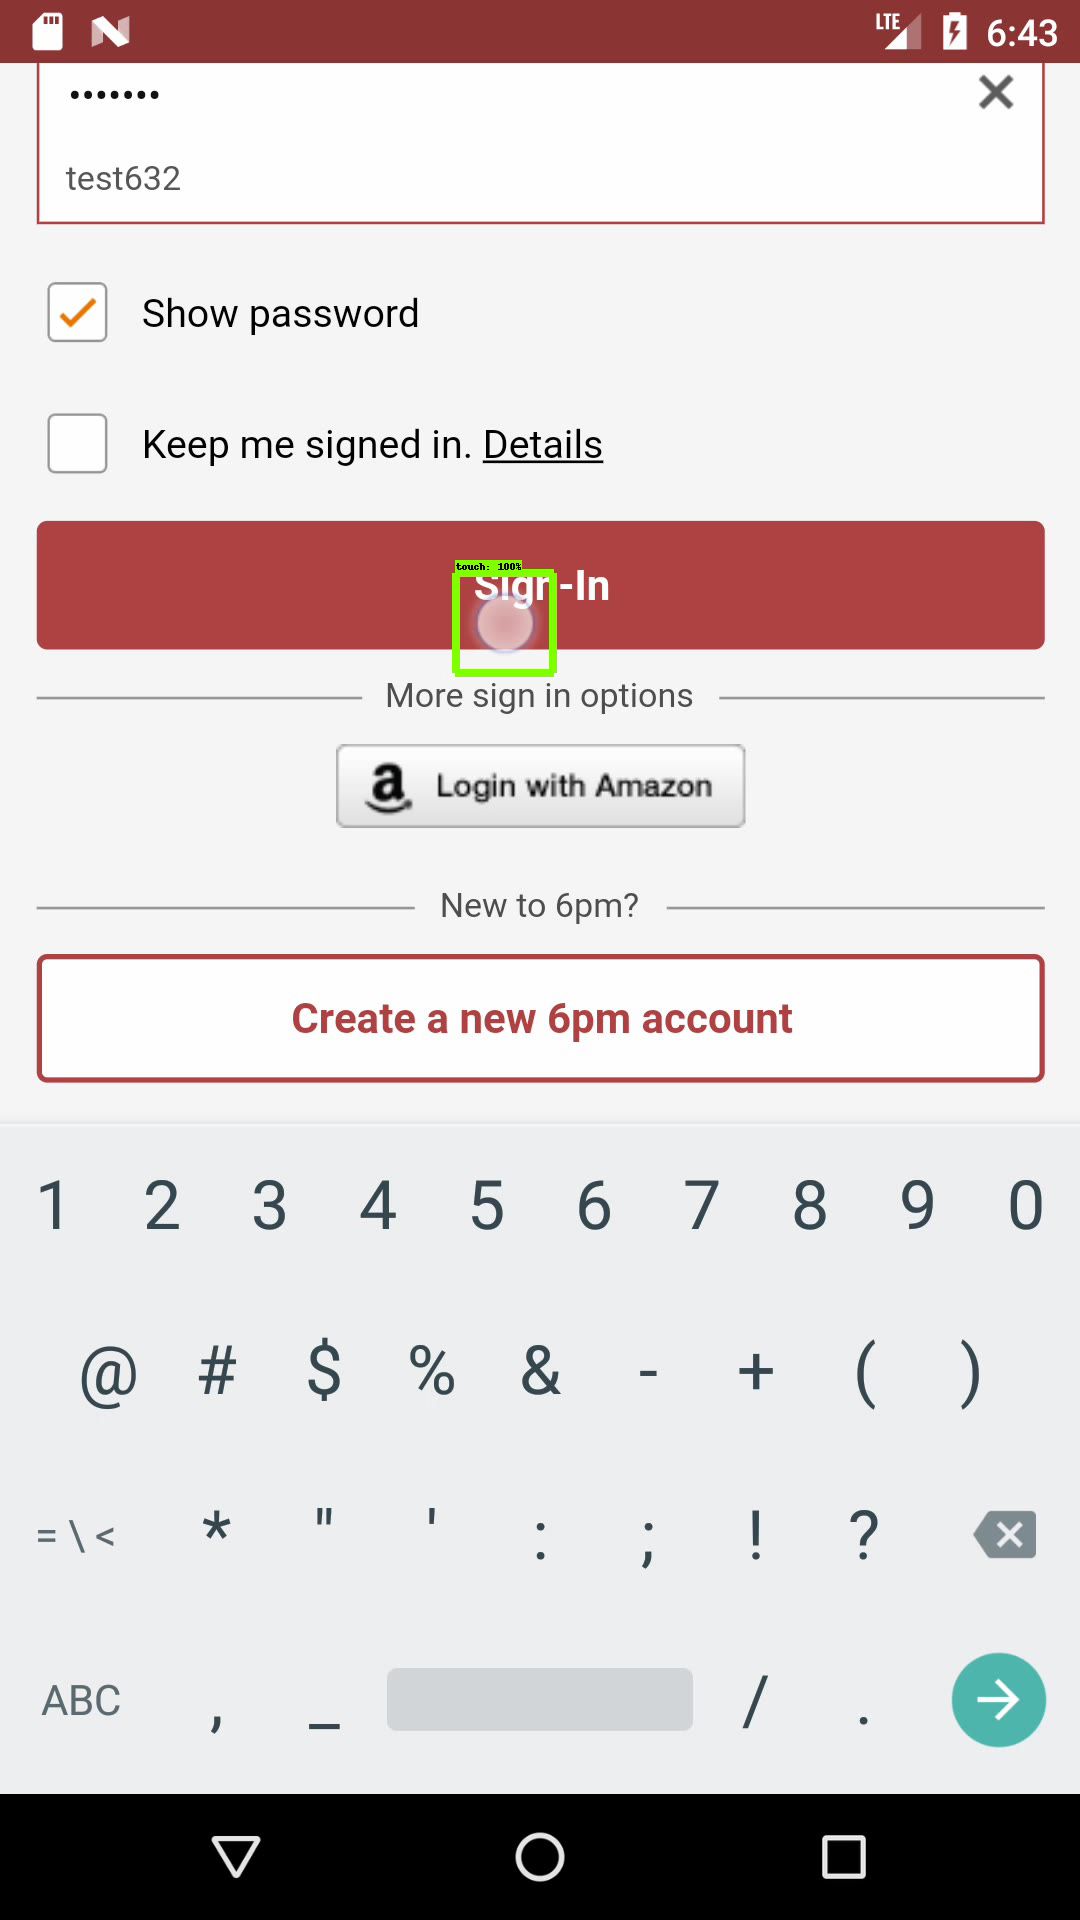 LTE 6:43
•••••••
test632
Show password
Keep me signed in. Details
touch: 100%
Sign-In
More sign in options
a Login with Amazon
New to 6pm?
Create a new 6pm account
1 2 3 4 5 6 7 8 9 0
@ # $ % & - + ( )
= \ < * " ' : ; ! ?
ABC , _ / .